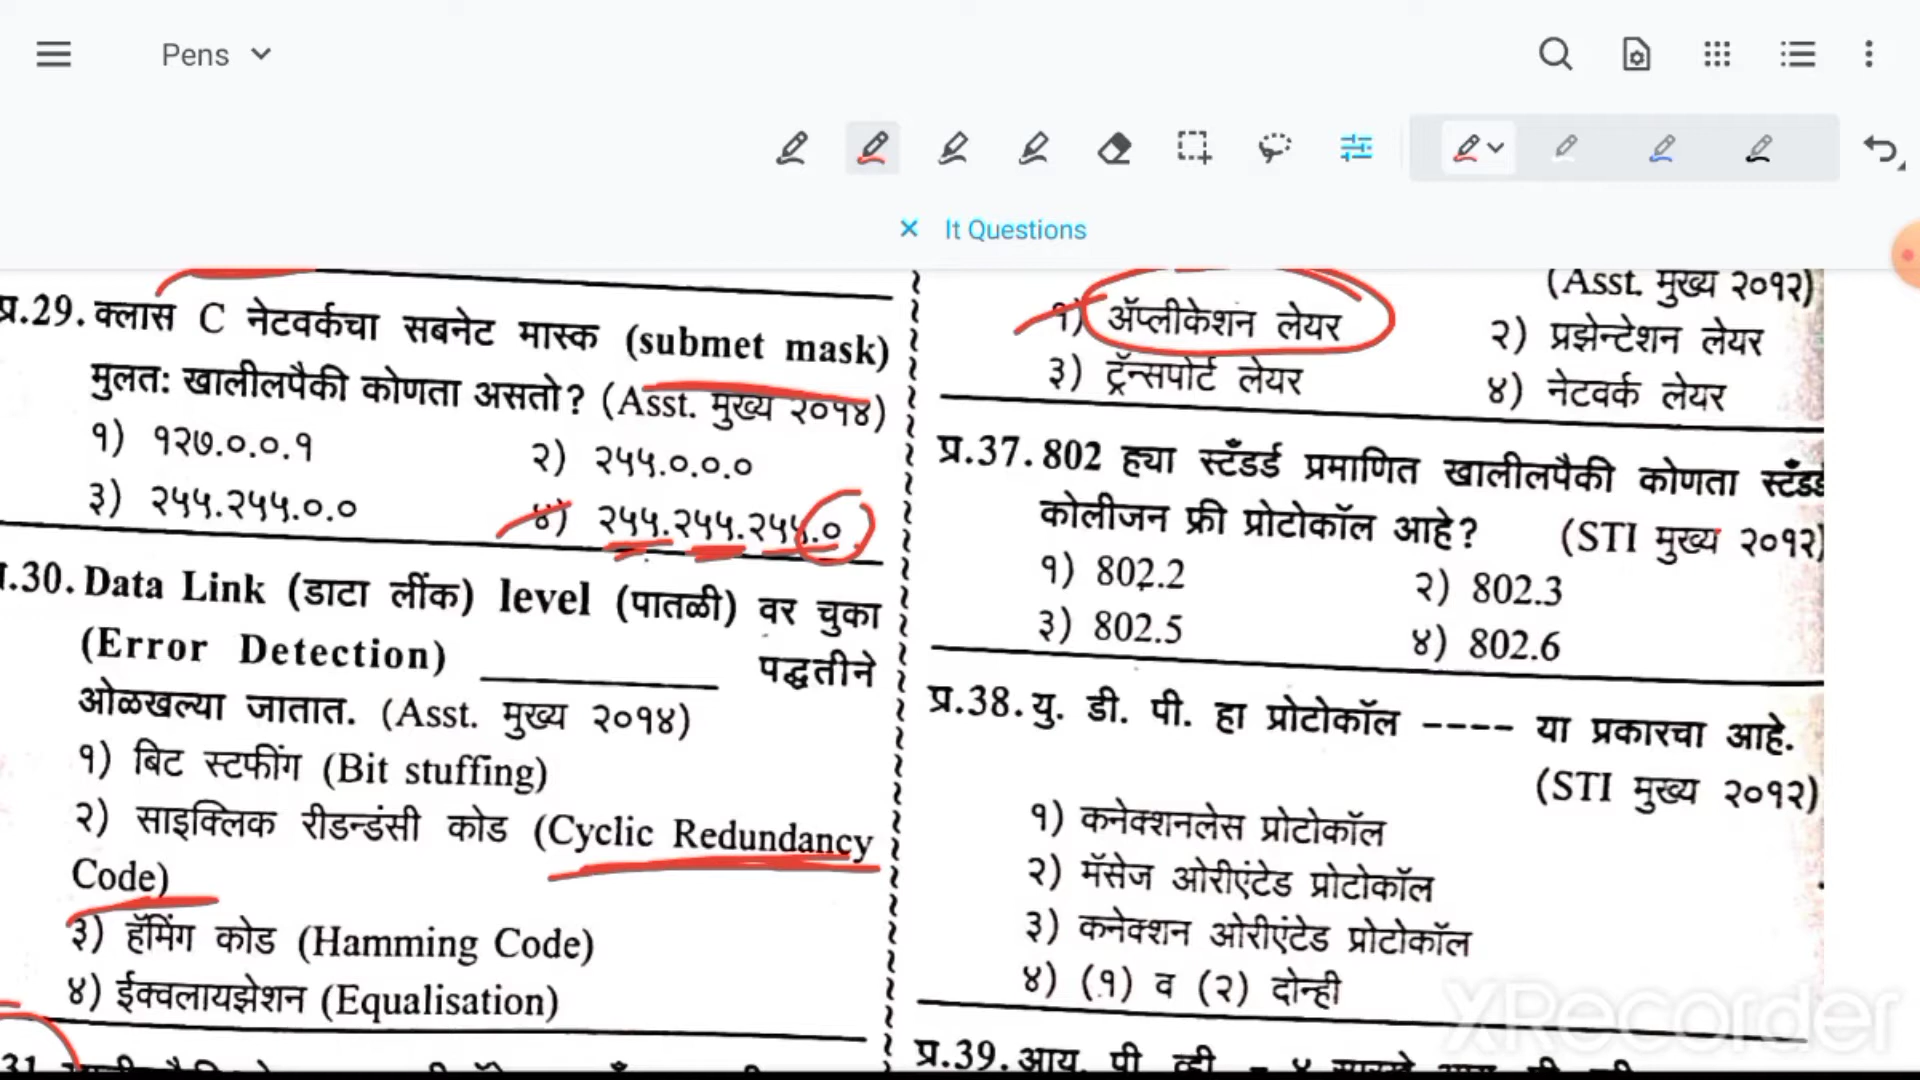 Pens
It Questions
प्र.29. क्लास C नेटवर्कचा सबनेट मास्क (submet mask)
मुलत: खालीलपैकी कोणता असतो? (Asst. मुख्य २०१४)
१) १२७.०.०.१ २) २५५.०.०.०
३) २५५.२५५.०.० ४) २५५.२५५.२५५.०
.30. Data Link (डाटा लींक) level (पातळी) वर चुका
(Error Detection) ________ पद्धतीने
ओळखल्या जातात. (Asst. मुख्य २०१४)
१) बिट स्टफींग (Bit stuffing)
२) साइक्लिक रीडन्डंसी कोड (Cyclic Redundancy
Code)
३) हॅमिंग कोड (Hamming Code)
४) ईक्वलायझेशन (Equalisation)
31.
(Asst. मुख्य २०१२)
१) ॲप्लीकेशन लेयर २) प्रझेन्टेशन लेयर
३) ट्रॅन्सपोर्ट लेयर ४) नेटवर्क लेयर
प्र.37. 802 ह्या स्टँडर्ड प्रमाणित खालीलपैकी कोणता स्टँडर्ड
कोलीजन फ्री प्रोटोकॉल आहे? (STI मुख्य २०१२)
१) 802.2 २) 802.3
३) 802.5 ४) 802.6
प्र.38. यु. डी. पी. हा प्रोटोकॉल ---- या प्रकारचा आहे.
(STI मुख्य २०१२)
१) कनेक्शनलेस प्रोटोकॉल
२) मॅसेज ओरीएंटेड प्रोटोकॉल
३) कनेक्शन ओरीएंटेड प्रोटोकॉल
४) (१) व (२) दोन्ही
प्र.39. आय. पी. व्ही - ४
XRecorder